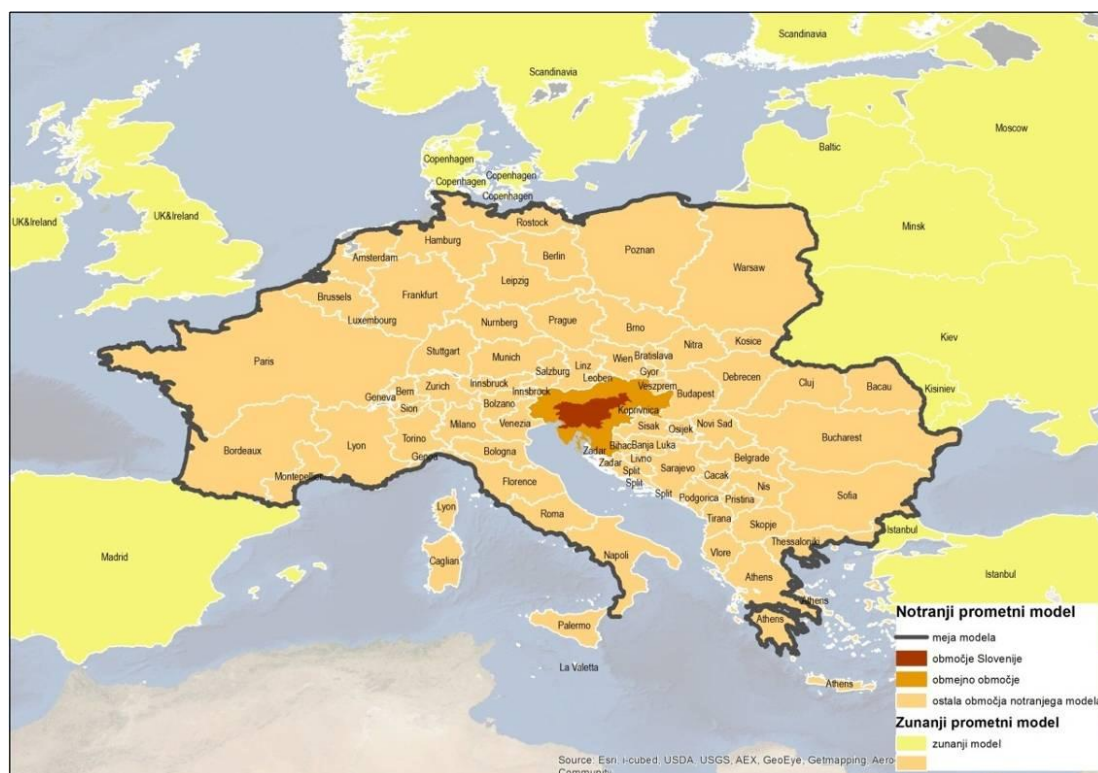 Scandinavia
Scandinavia
Moscow
Baltic
Copenhagen
Copenhagen
Copenhagen
Copenhagen
UK&Ireland
UK&Ireland
Minsk
Rostock
Hamburg
Berlin
Poznan
Amsterdam
Warsaw
Leipzig
Brussels
Frankfurt
Luxembourg
Nurnberg
Prague
Brno
Kiev
Nitra
Kosice
Paris
Stuttgart
Munich
Linz
Wien
Bratislava
Salzburg
Gyor
Leoben
Debrecen
Cluj
Bacau
Kisiniev
Zurich
Innsbruck
Innsbrock
Veszprem
Budapest
Bern
Geneva
Sion
Bolzano
Koprivnica
Milano
Venezia
Sisak
Osijek
Novi Sad
Bucharest
Torino
Bihac
Banja Luka
Bordeaux
Lyon
Genoa
Bologna
Zadar
Zadar
Livno
Belgrade
Montepellier
Split
Split
Split
Sarajevo
Cacak
Florence
Nis
Sofia
Podgorica
Pristina
Lyon
Roma
Tirana
Skopje
Istanbul
Thessaloniki
Madrid
Caglian
Napoli
Vlore
Athens
Istanbul
Athens
Athens
Palermo
La Valetta
Athens
Notranji prometni model
meja modela
območje Slovenije
obmejno območje
ostala območja notranjega modela
Zunanji prometni model
zunanji model
Source: Esri, i-cubed, USDA, USGS, AEX, GeoEye, Getmapping, Aero-
Community